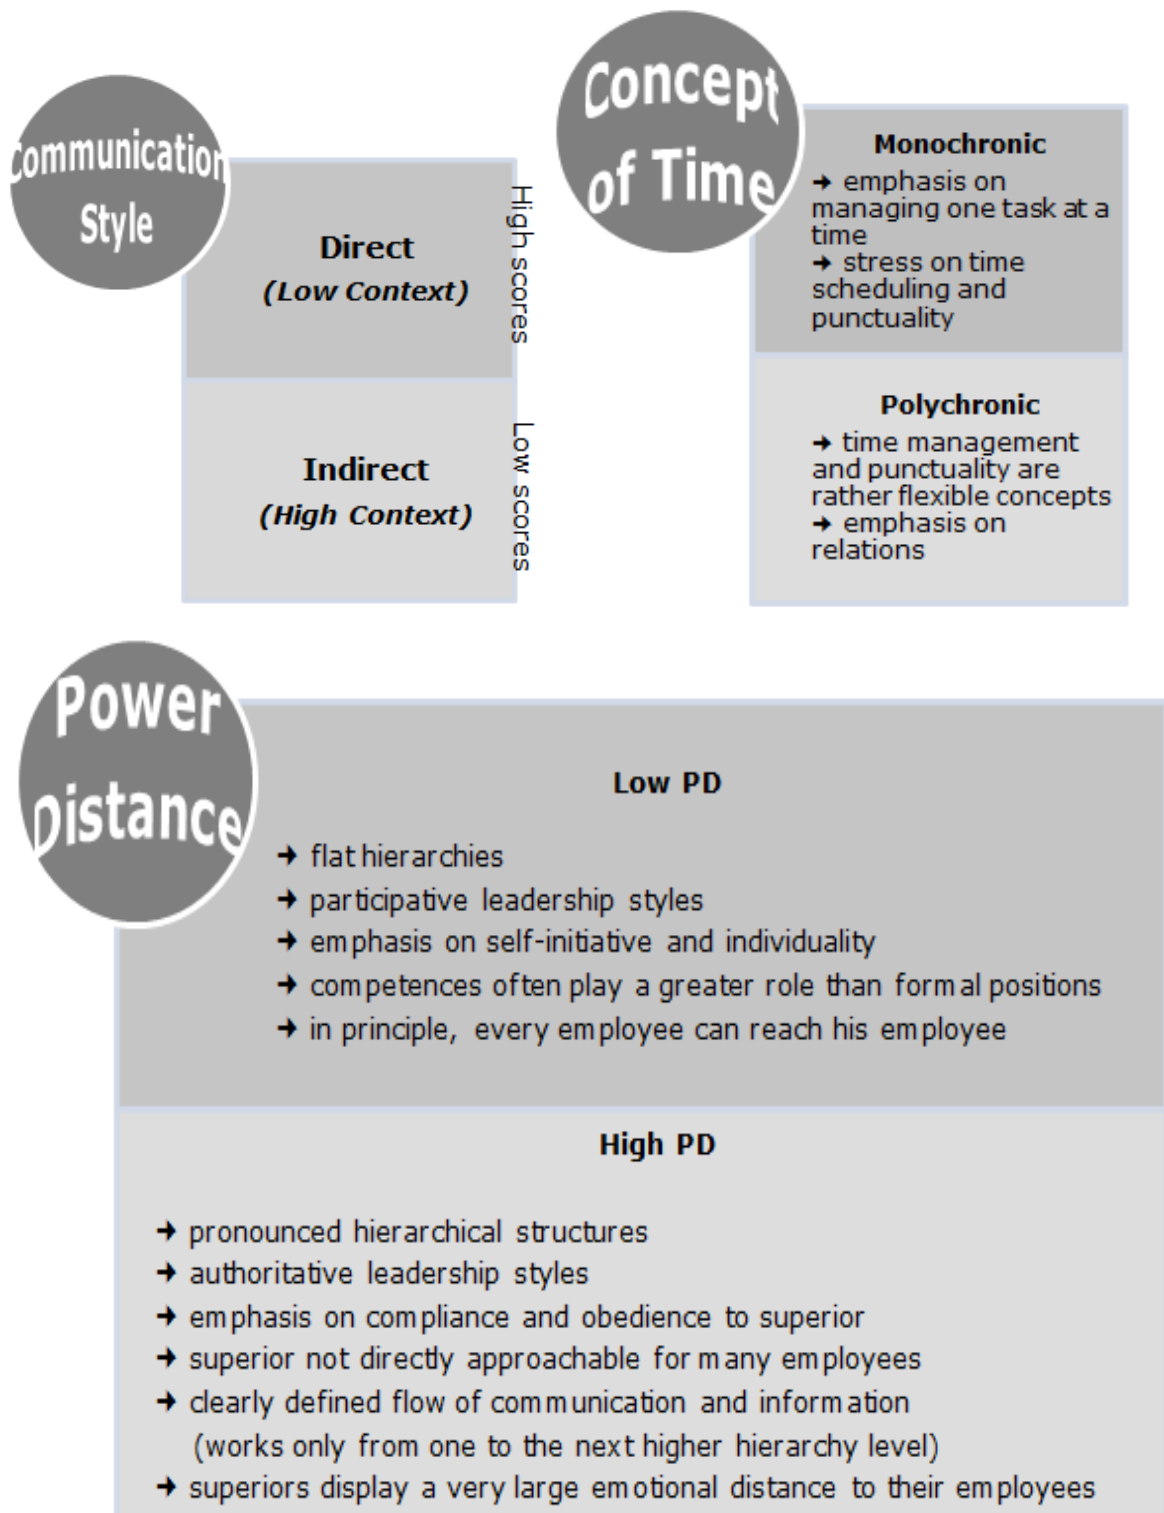 Communication
Style
Direct
(Low Context)
High scores
Indirect
(High Context)
Low scores
Concept
of Time
Monochronic
➔ emphasis on
managing one task at a
time
➔ stress on time
scheduling and
punctuality
Polychronic
➔ time management
and punctuality are
rather flexible concepts
➔ emphasis on
relations
Power
Distance
Low PD
➔ flat hierarchies
➔ participative leadership styles
➔ emphasis on self-initiative and individuality
➔ competences often play a greater role than formal positions
➔ in principle, every employee can reach his employee
High PD
➔ pronounced hierarchical structures
➔ authoritative leadership styles
➔ emphasis on compliance and obedience to superior
➔ superior not directly approachable for many employees
➔ clearly defined flow of communication and information
(works only from one to the next higher hierarchy level)
➔ superiors display a very large emotional distance to their employees